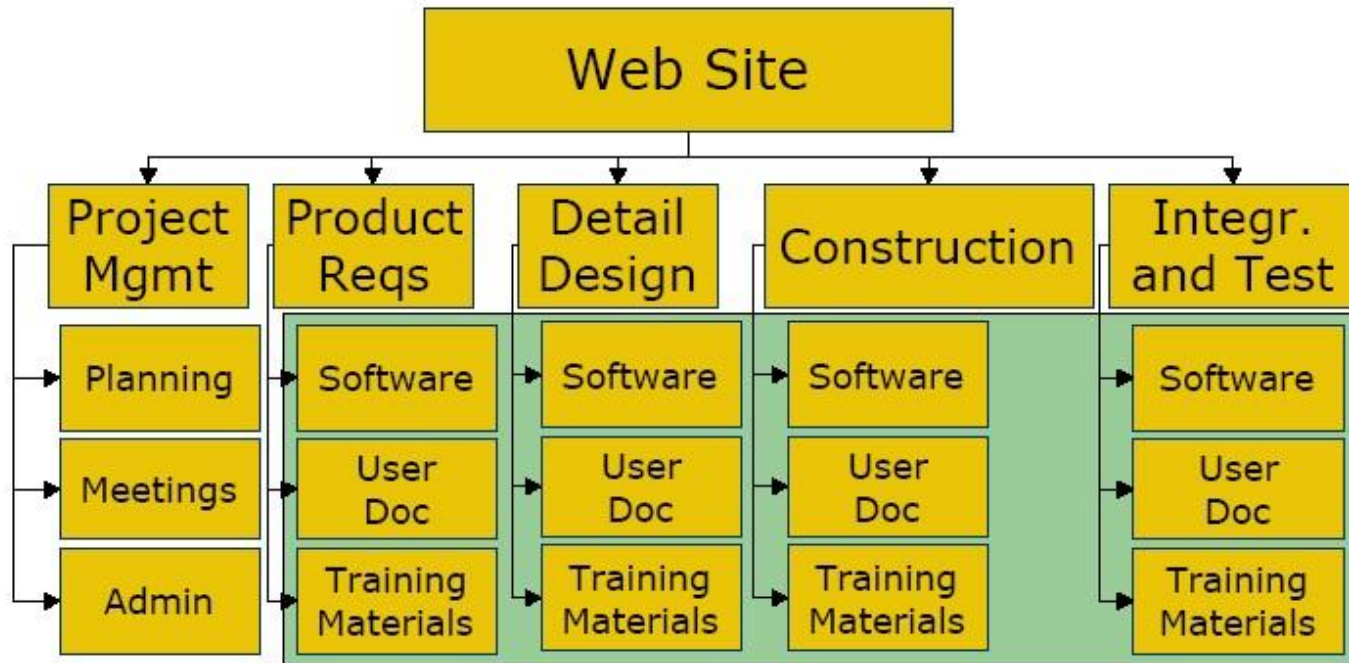 Web Site
Project
Mgmt
Product
Reqs
Detail
Design
Construction
Integr.
and Test
Planning
Software
Software
Software
Software
Meetings
User
Doc
User
Doc
User
Doc
User
Doc
Admin
Training
Materials
Training
Materials
Training
Materials
Training
Materials